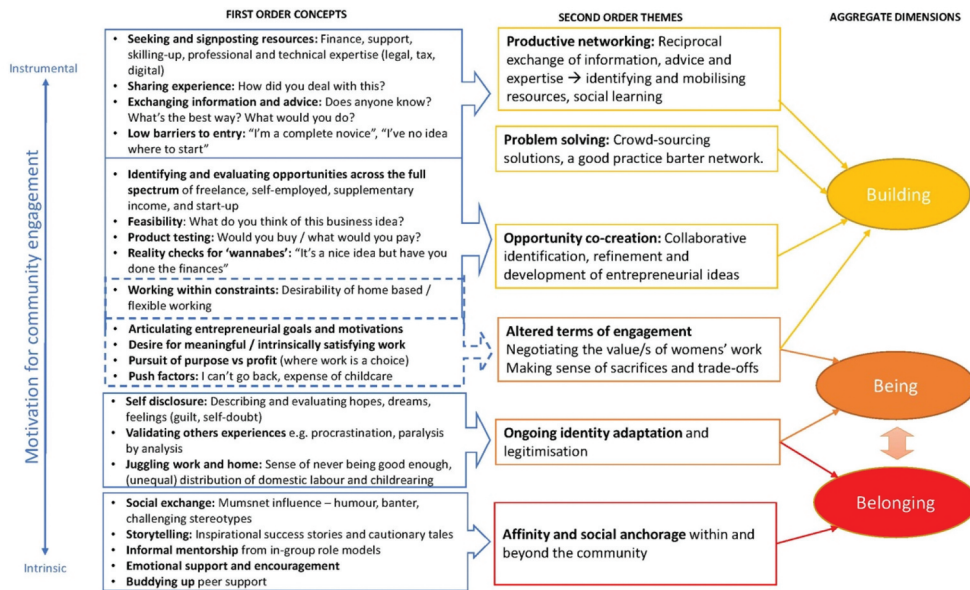 FIRST ORDER CONCEPTS
SECOND ORDER THEMES
AGGREGATE DIMENSIONS
Motivation for community engagement
Instrumental
Intrinsic
• Seeking and signposting resources: Finance, support,
skilling-up, professional and technical expertise (legal, tax,
digital)
• Sharing experience: How did you deal with this?
• Exchanging information and advice: Does anyone know?
What's the best way? What would you do?
• Low barriers to entry: "I'm a complete novice", "I've no idea
where to start"
• Identifying and evaluating opportunities across the full
spectrum of freelance, self-employed, supplementary
income, and start-up
• Feasibility: What do you think of this business idea?
• Product testing: Would you buy / what would you pay?
• Reality checks for 'wannabes': "It's a nice idea but have you
done the finances"
• Working within constraints: Desirability of home based /
flexible working
• Articulating entrepreneurial goals and motivations
• Desire for meaningful / intrinsically satisfying work
• Pursuit of purpose vs profit (where work is a choice)
• Push factors: I can't go back, expense of childcare
• Self disclosure: Describing and evaluating hopes, dreams,
feelings (guilt, self-doubt)
• Validating others experiences e.g. procrastination, paralysis
by analysis
• Juggling work and home: Sense of never being good enough,
(unequal) distribution of domestic labour and childrearing
• Social exchange: Mumsnet influence – humour, banter,
challenging stereotypes
• Storytelling: Inspirational success stories and cautionary tales
• Informal mentorship from in-group role models
• Emotional support and encouragement
• Buddying up peer support
Productive networking: Reciprocal
exchange of information, advice and
expertise → identifying and mobilising
resources, social learning
Problem solving: Crowd-sourcing
solutions, a good practice barter network.
Opportunity co-creation: Collaborative
identification, refinement and
development of entrepreneurial ideas
Altered terms of engagement
Negotiating the value/s of womens' work
Making sense of sacrifices and trade-offs
Ongoing identity adaptation and
legitimisation
Affinity and social anchorage within and
beyond the community
Building
Being
Belonging